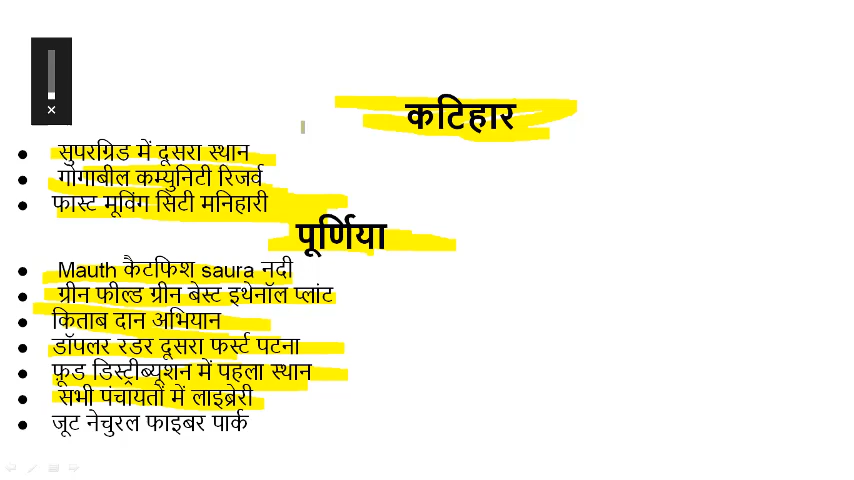 कटिहार
● सुपरग्रिड में दूसरा स्थान
● गोगाबील कम्युनिटी रिजर्व
● फास्ट मूविंग सिटी मनिहारी
पूर्णिया
● Mauth कैटफिश saura नदी
● ग्रीन फील्ड ग्रीन बेस्ट इथेनॉल प्लांट
● किताब दान अभियान
● डॉपलर रडर दूसरा फर्स्ट पटना
● फ़ूड डिस्ट्रीब्यूशन में पहला स्थान
● सभी पंचायतों में लाइब्रेरी
● जूट नेचुरल फाइबर पार्क